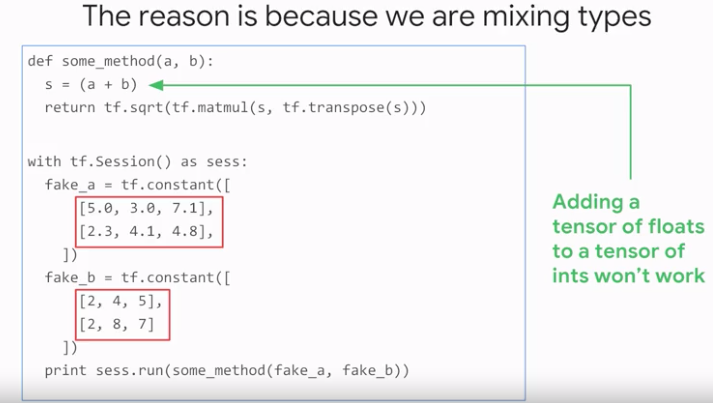 The reason is because we are mixing types
def some_method(a, b):
s = (a + b)
return tf.sqrt(tf.matmul(s, tf.transpose(s)))
with tf.Session() as sess:
fake_a = tf.constant([
[5.0, 3.0, 7.1],
[2.3, 4.1, 4.8],
])
fake_b = tf.constant([
[2, 4, 5],
[2, 8, 7]
])
print sess.run(some_method(fake_a, fake_b))
Adding a
tensor of floats
to a tensor of
ints won't work